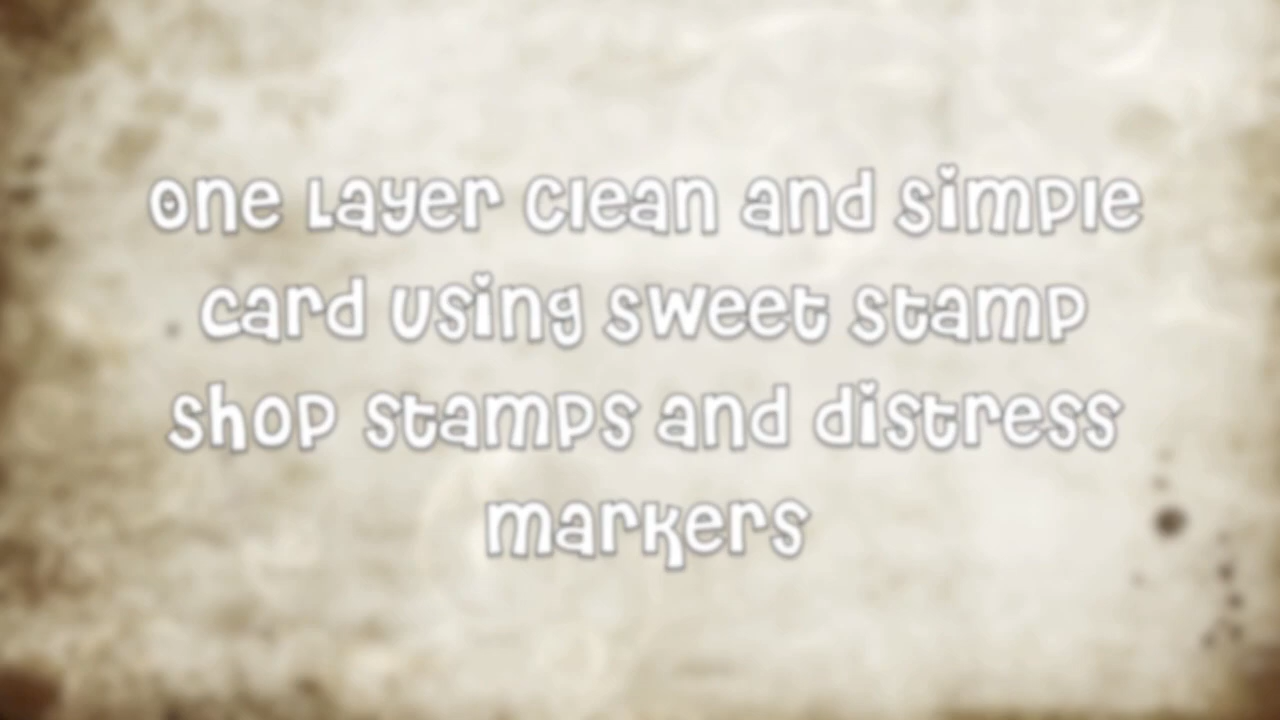 one Layer clean and simple
card using sweet stamp
shop stamps and distress
markers